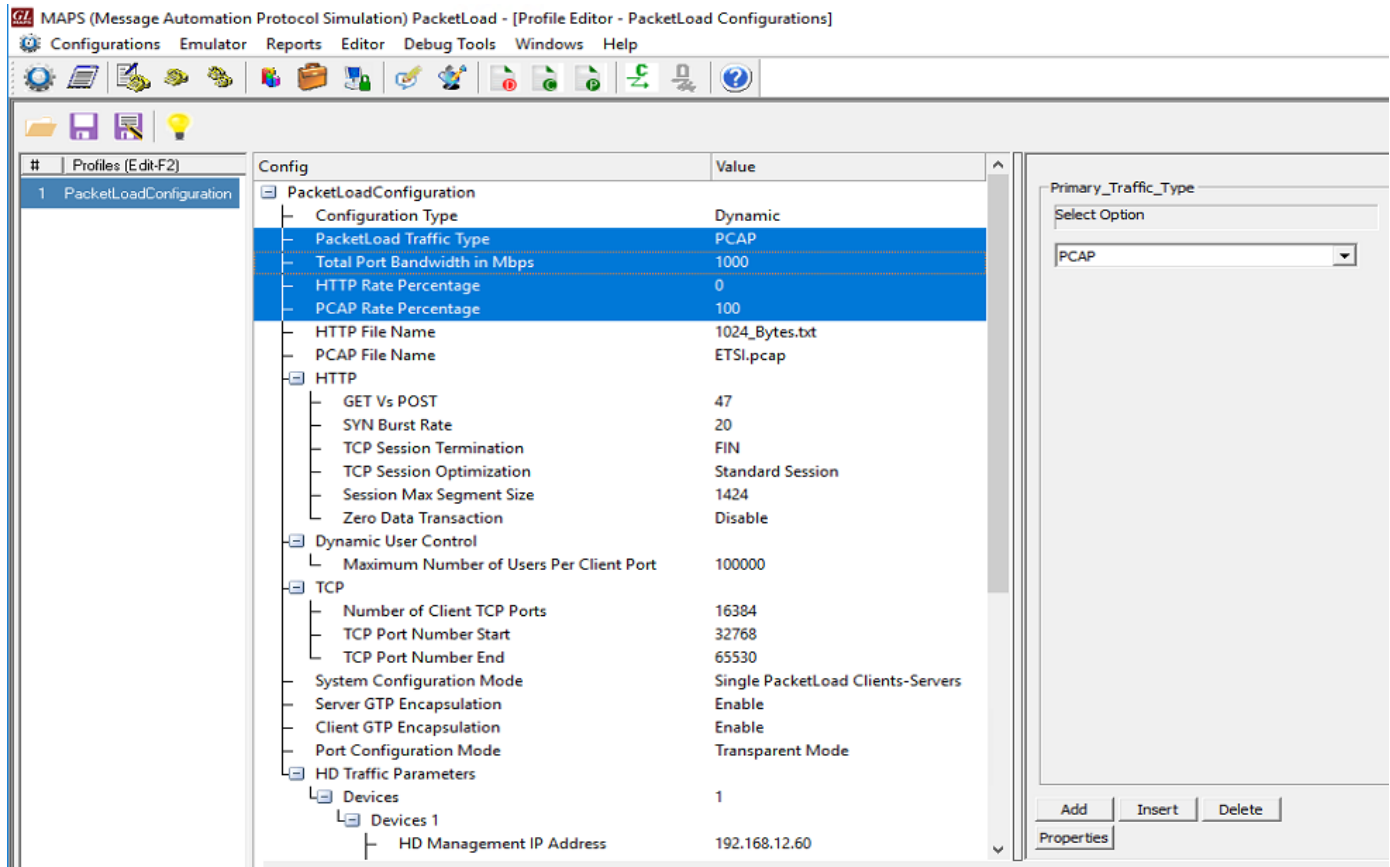 GL MAPS (Message Automation Protocol Simulation) PacketLoad - [Profile Editor - PacketLoad Configurations]
Configurations Emulator Reports Editor Debug Tools Windows Help
# Profiles (Edit-F2)
1 PacketLoadConfiguration
Config Value
PacketLoadConfiguration
Configuration Type Dynamic
PacketLoad Traffic Type PCAP
Total Port Bandwidth in Mbps 1000
HTTP Rate Percentage 0
PCAP Rate Percentage 100
HTTP File Name 1024_Bytes.txt
PCAP File Name ETSI.pcap
HTTP
GET Vs POST 47
SYN Burst Rate 20
TCP Session Termination FIN
TCP Session Optimization Standard Session
Session Max Segment Size 1424
Zero Data Transaction Disable
Dynamic User Control
Maximum Number of Users Per Client Port 100000
TCP
Number of Client TCP Ports 16384
TCP Port Number Start 32768
TCP Port Number End 65530
System Configuration Mode Single PacketLoad Clients-Servers
Server GTP Encapsulation Enable
Client GTP Encapsulation Enable
Port Configuration Mode Transparent Mode
HD Traffic Parameters
Devices 1
Devices 1
HD Management IP Address 192.168.12.60
Primary_Traffic_Type
Select Option
PCAP
Add Insert Delete
Properties